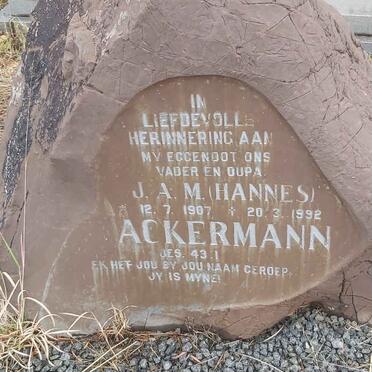 IN
LIEFDEVOLLE
HERINNERING AAN
MY EGGENOOT ONS
VADER EN OUPA.
J. A. M. (HANNES)
* 12. 7. 1907 ✝ 20. 3. 1992
ACKERMANN
JES. 43.1
EK HET JOU BY JOU NAAM GEROEP.
JY IS MYNE!